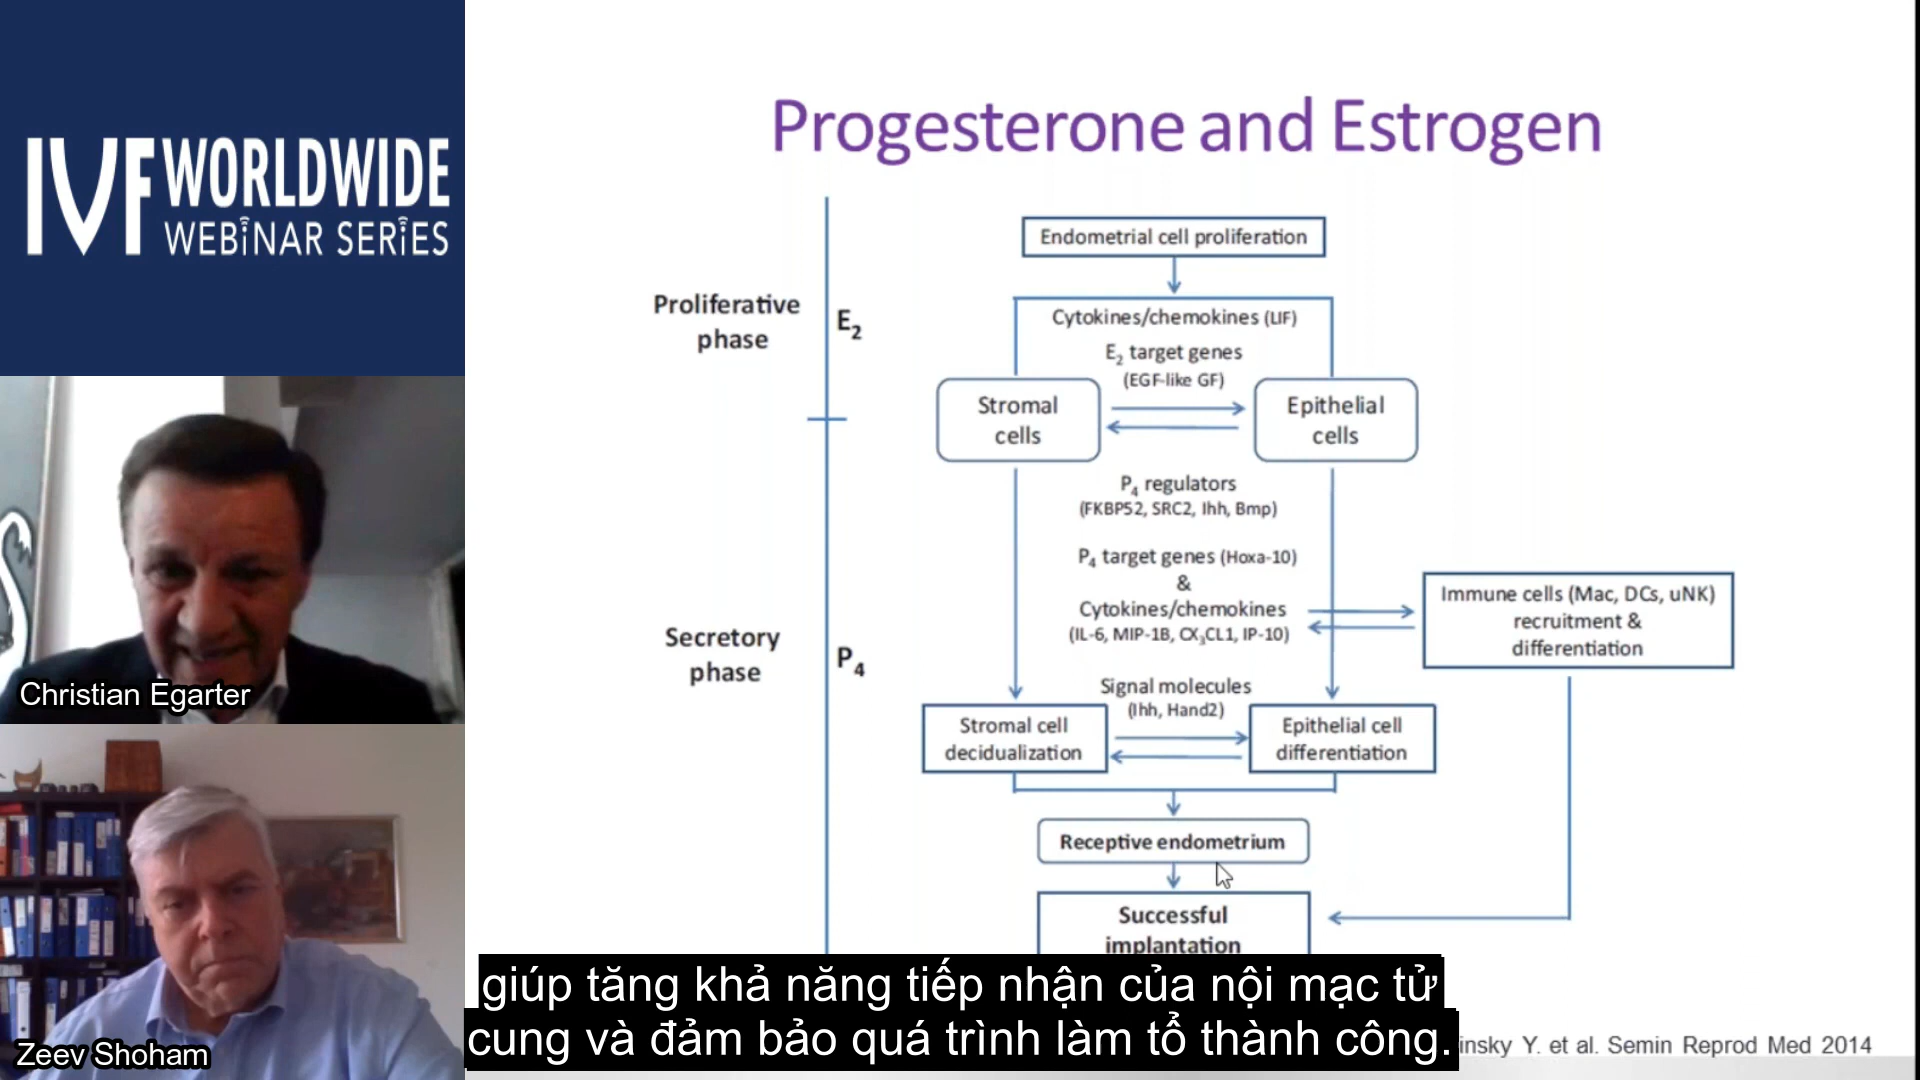 IVF WORLDWIDE
WEBINAR SERIES
Christian Egarter
Zeev Shoham
Progesterone and Estrogen
Proliferative
phase
E₂
Secretory
phase
P₄
Endometrial cell proliferation
Cytokines/chemokines (LIF)
E₂ target genes
(EGF-like GF)
Stromal
cells
Epithelial
cells
P₄ regulators
(FKBP52, SRC2, Ihh, Bmp)
P₄ target genes (Hoxa-10)
&
Cytokines/chemokines
(IL-6, MIP-1B, CX₃CL1, IP-10)
Immune cells (Mac, DCs, uNK)
recruitment &
differentiation
Signal molecules
(Ihh, Hand2)
Stromal cell
decidualization
Epithelial cell
differentiation
Receptive endometrium
Successful
implantation
giúp tăng khả năng tiếp nhận của nội mạc tử
cung và đảm bảo quá trình làm tổ thành công.
Y. et al. Semin Reprod Med 2014